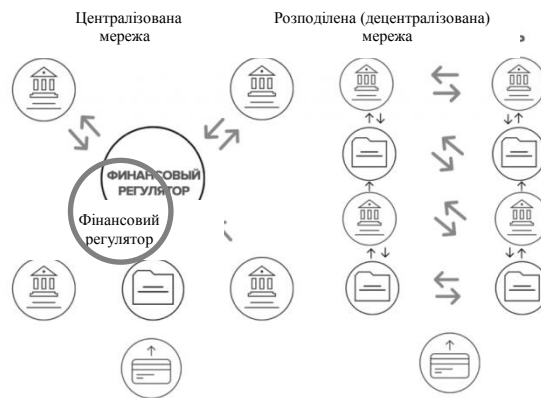 Централізована
мережа
Розподілена (децентралізована)
мережа
ФИНАНСОВЫЙ
РЕГУЛЯТОР
Фінансовий
регулятор